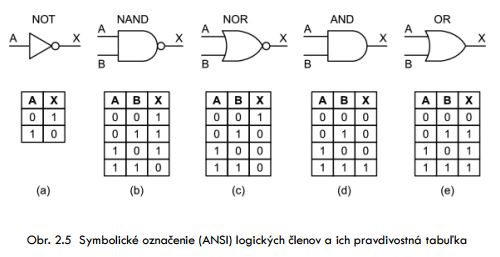 NOT NAND NOR AND OR
A X A X A X A X A X
B B B B
A X A B X A B X A B X A B X
0 1 0 0 1 0 0 1 0 0 0 0 0 0
1 0 0 1 1 0 1 0 0 1 0 0 1 1
1 0 1 1 0 0 1 0 0 1 0 1
1 1 0 1 1 0 1 1 1 1 1 1
(a) (b) (c) (d) (e)
Obr. 2.5 Symbolické označenie (ANSI) logických členov a ich pravdivostná tabuľka